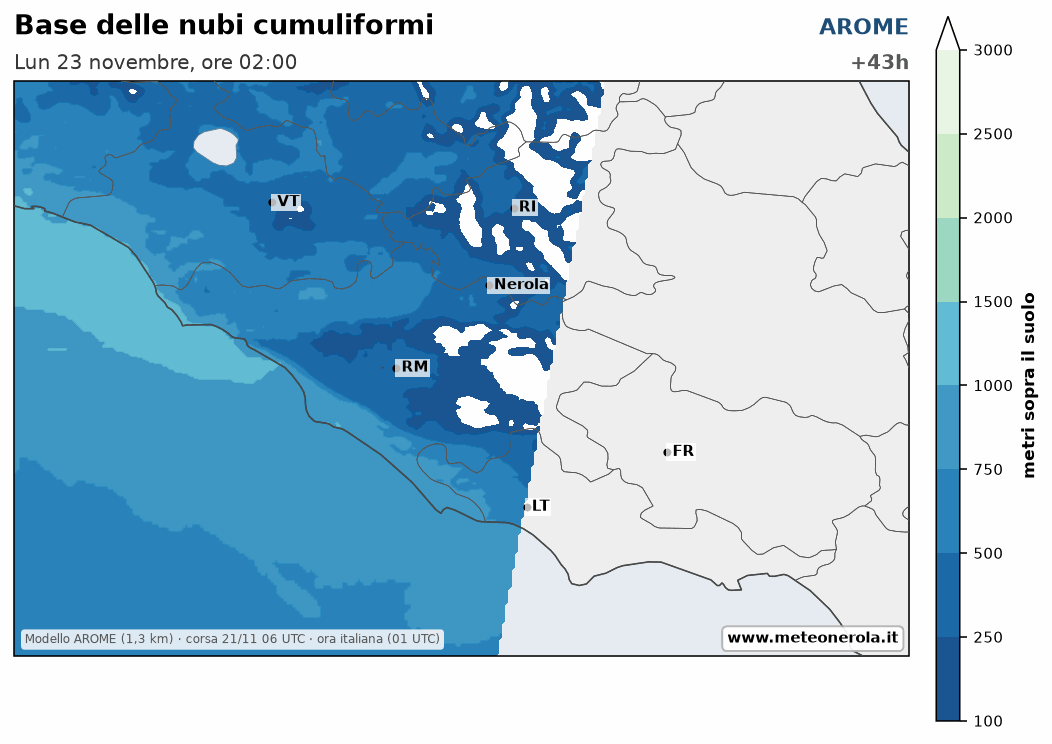 Base delle nubi cumuliformi
AROME
Lun 23 novembre, ore 02:00
+43h
3000
2500
2000
1500
1000
750
500
250
100
metri sopra il suolo
VT
RI
Nerola
RM
FR
LT
Modello AROME (1,3 km) · corsa 21/11 06 UTC · ora italiana (01 UTC)
www.meteonerola.it